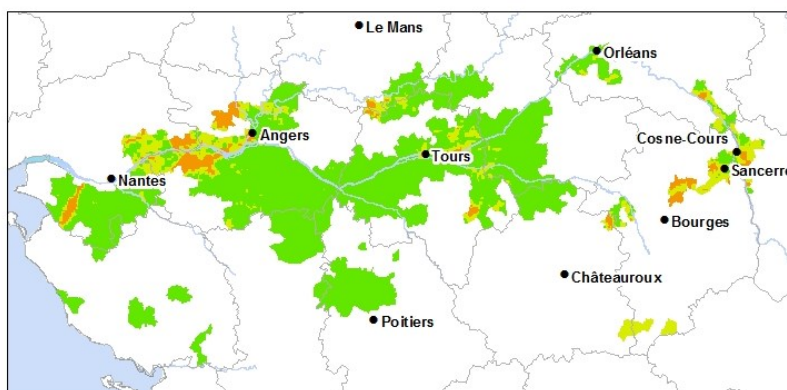 Le Mans
Orléans
Angers
Cosne-Cours
Tours
Sancerre
Nantes
Bourges
Châteauroux
Poitiers